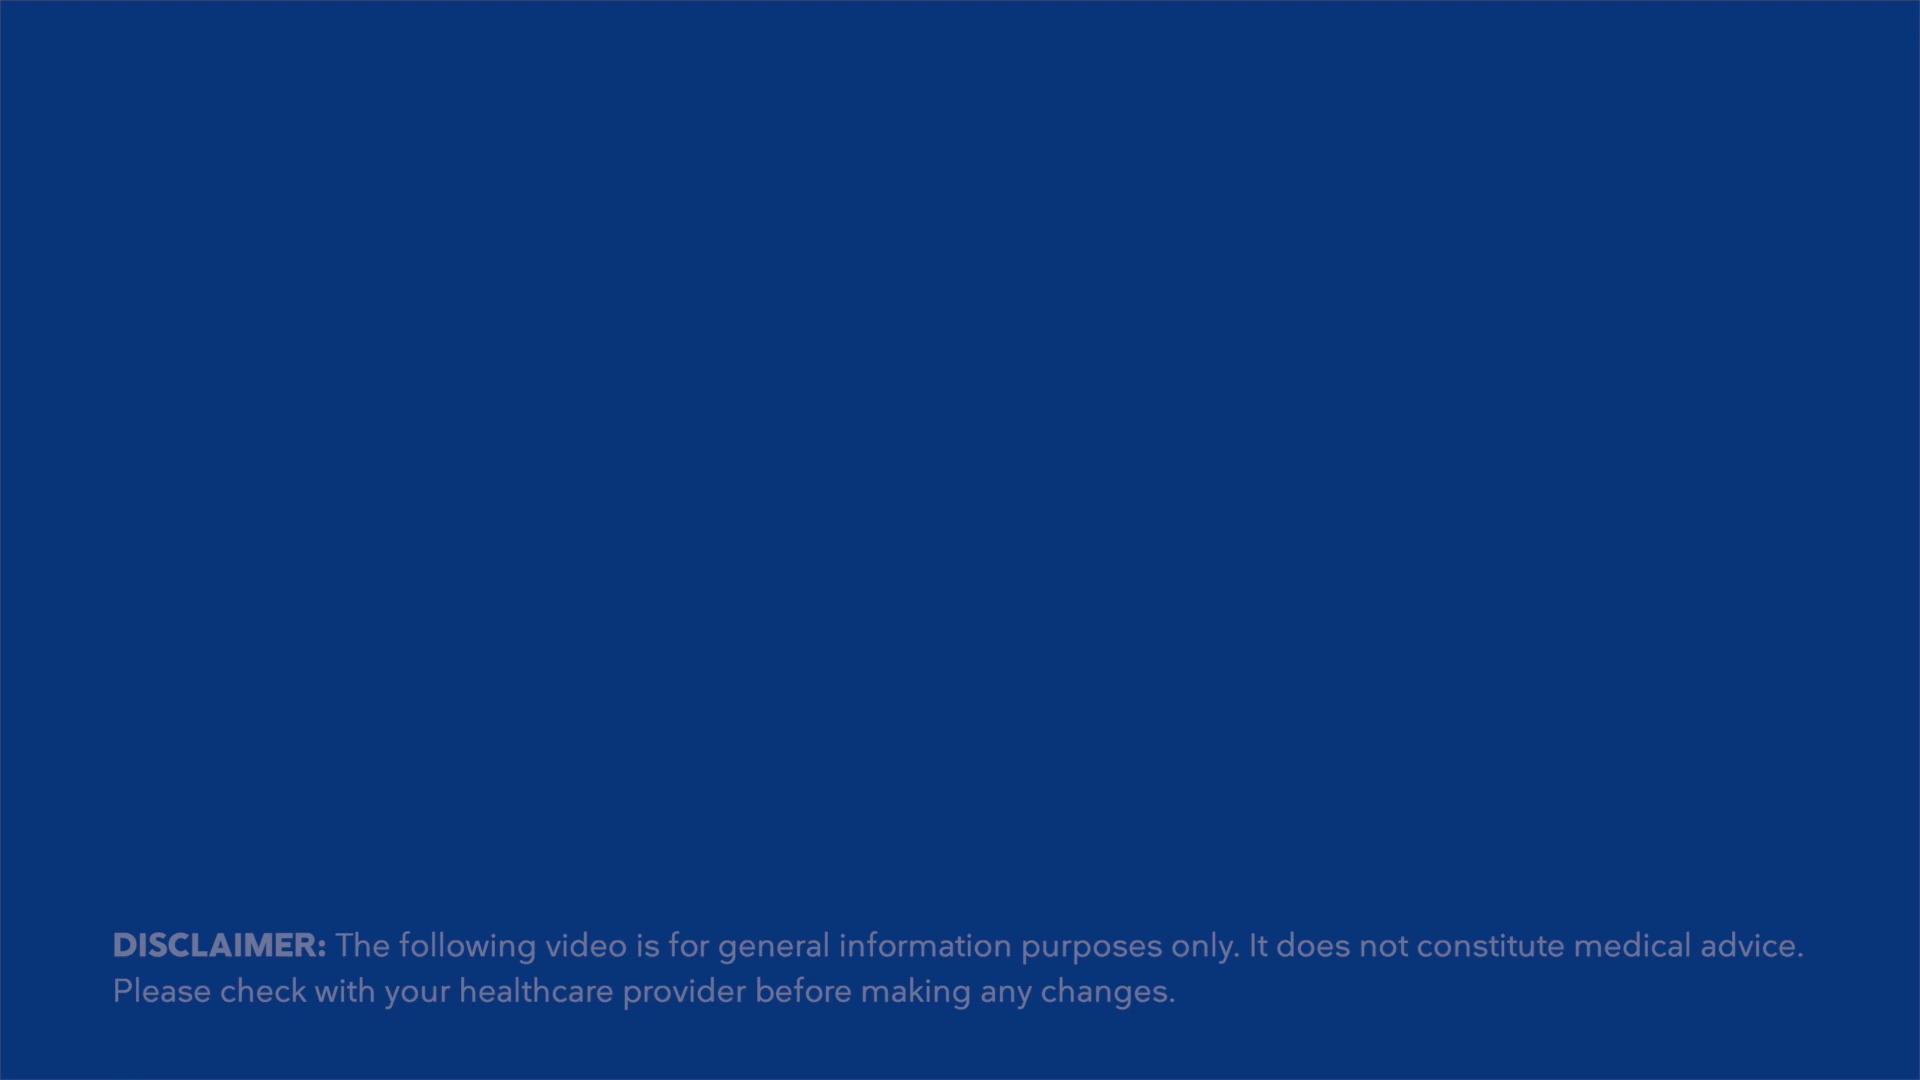 DISCLAIMER: The following video is for general information purposes only. It does not constitute medical advice.
Please check with your healthcare provider before making any changes.